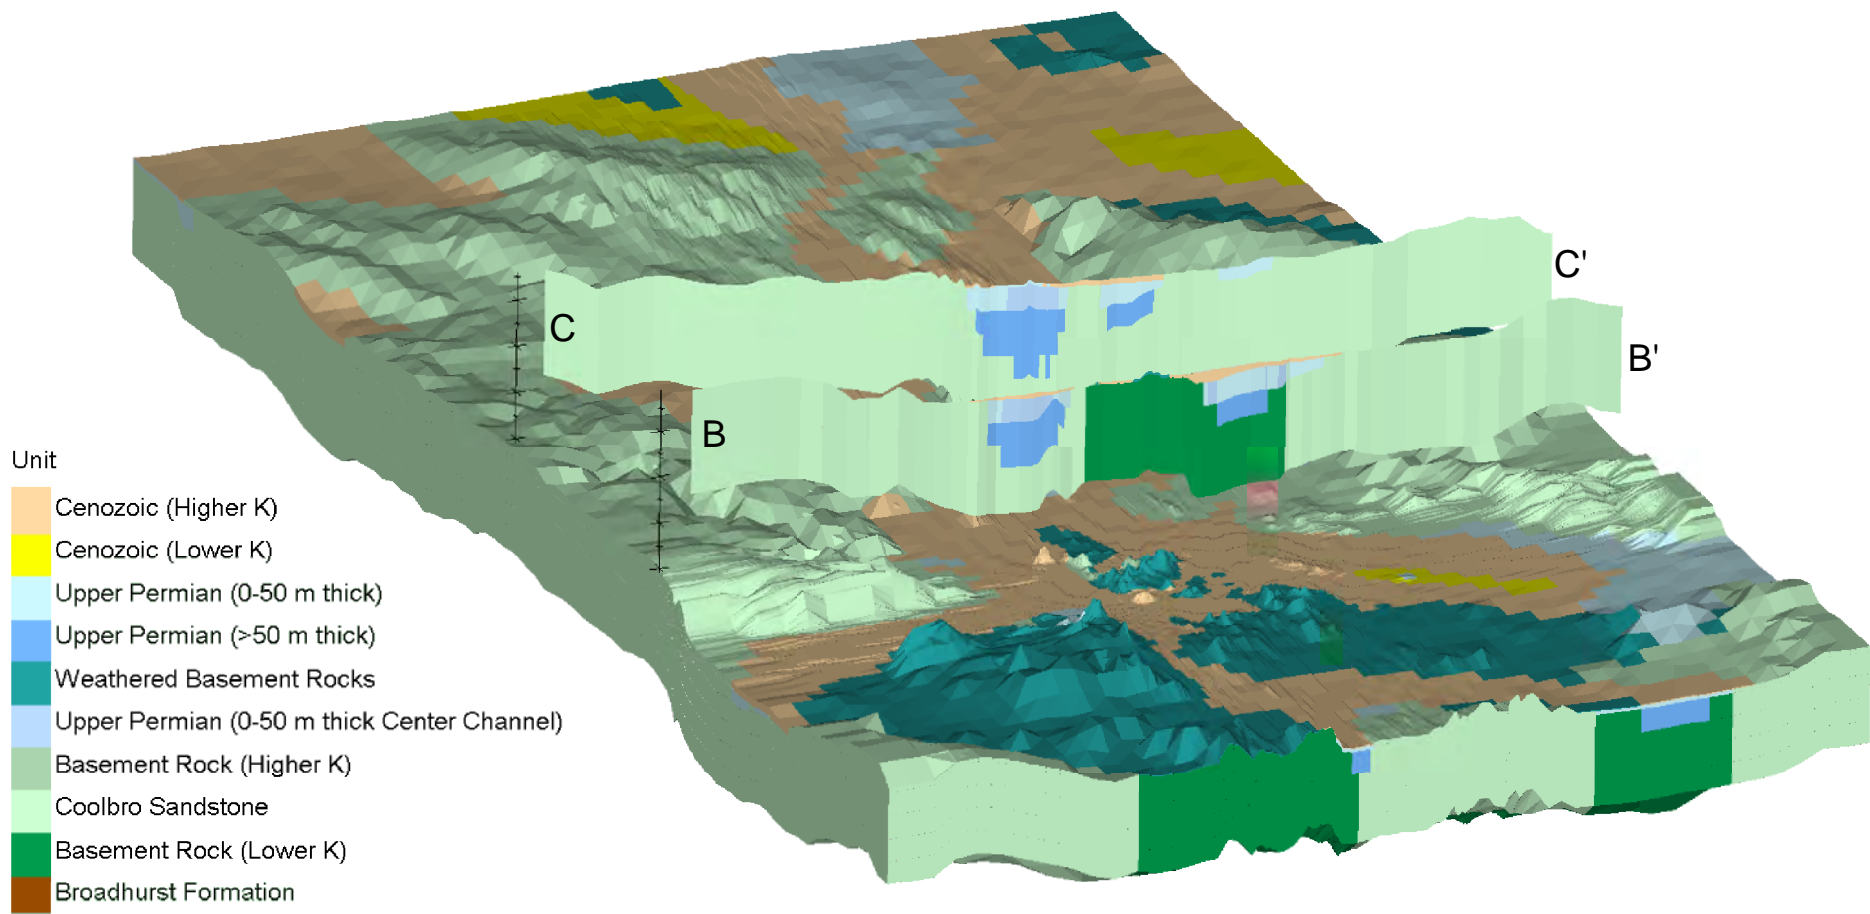 C'
C
B'
B
Unit
Cenozoic (Higher K)
Cenozoic (Lower K)
Upper Permian (0-50 m thick)
Upper Permian (>50 m thick)
Weathered Basement Rocks
Upper Permian (0-50 m thick Center Channel)
Basement Rock (Higher K)
Coolbro Sandstone
Basement Rock (Lower K)
Broadhurst Formation